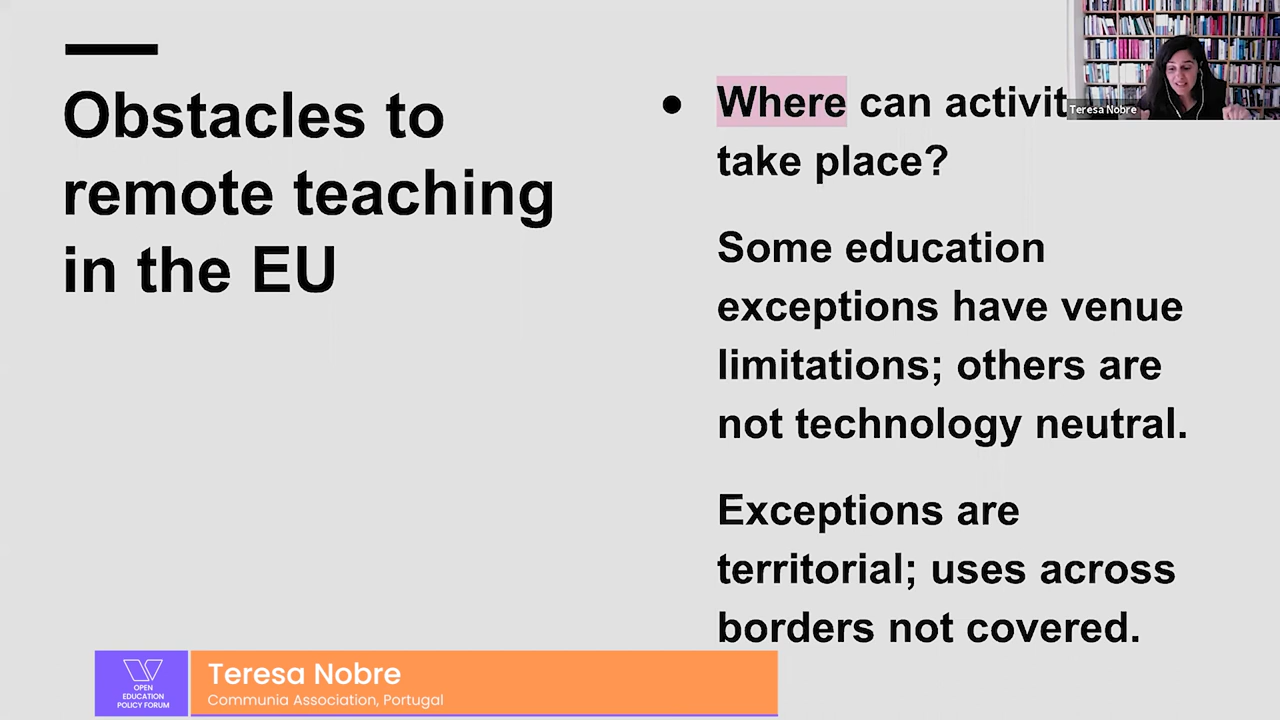 Obstacles to
remote teaching
in the EU
• Where can activit
take place?
Some education
exceptions have venue
limitations; others are
not technology neutral.
Exceptions are
territorial; uses across
borders not covered.
Teresa Nobre
OPEN
EDUCATION
POLICY FORUM
Teresa Nobre
Communia Association, Portugal